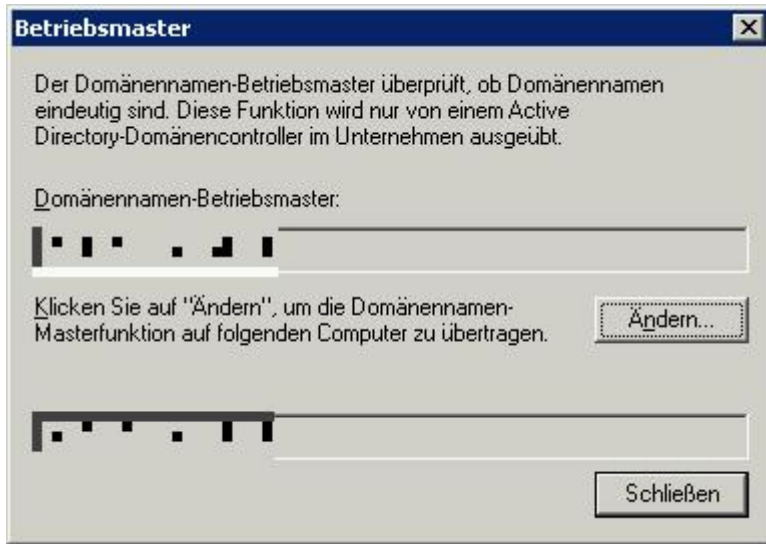 Betriebsmaster
Der Domänennamen-Betriebsmaster überprüft, ob Domänennamen
eindeutig sind. Diese Funktion wird nur von einem Active
Directory-Domänencontroller im Unternehmen ausgeübt.
Domänennamen-Betriebsmaster:
Klicken Sie auf "Ändern", um die Domänennamen-
Masterfunktion auf folgenden Computer zu übertragen.
Ändern...
Schließen